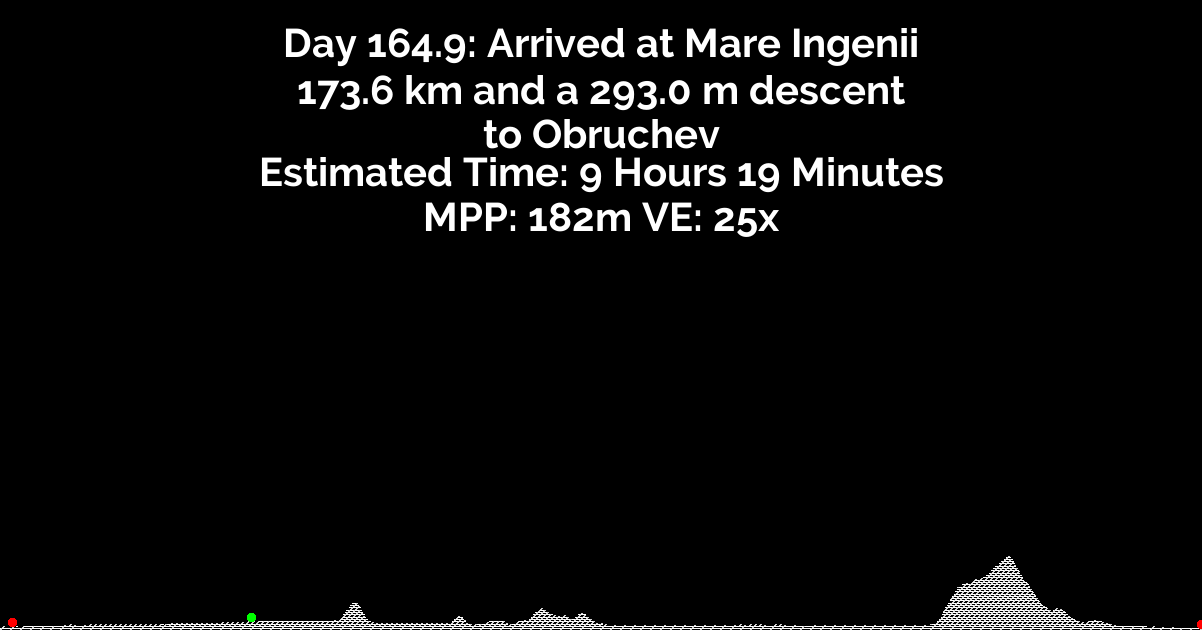 Day 164.9: Arrived at Mare Ingenii
173.6 km and a 293.0 m descent
to Obruchev
Estimated Time: 9 Hours 19 Minutes
MPP: 182m VE: 25x